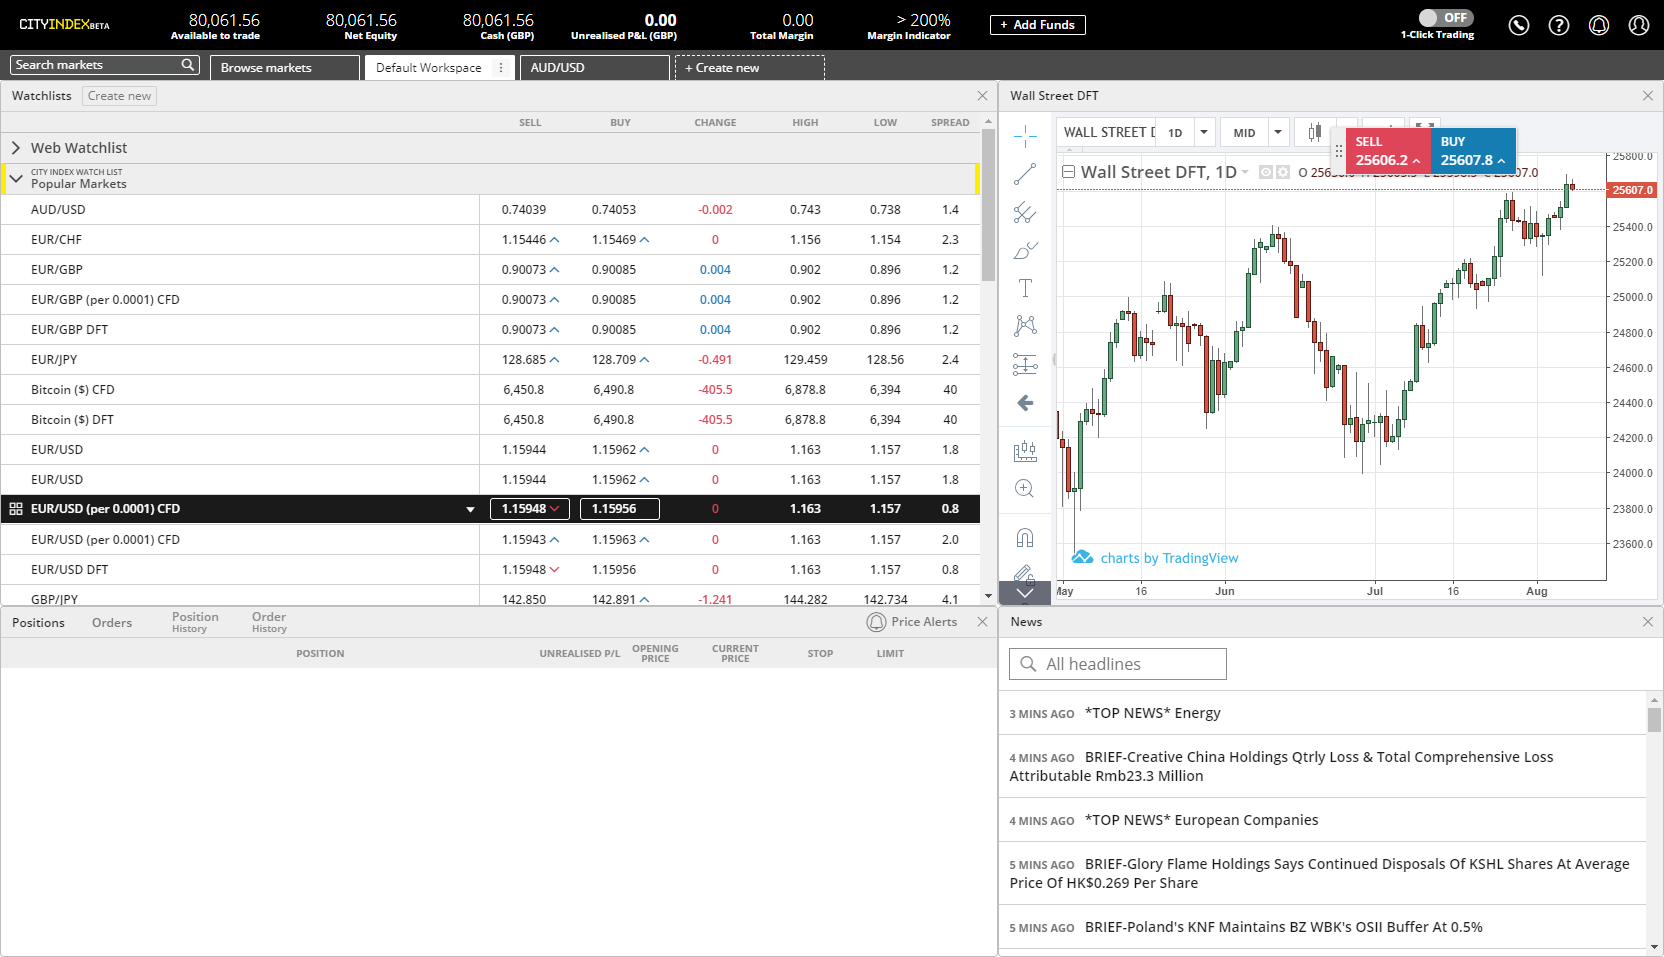 CITYINDEX BETA
80,061.56
Available to trade
80,061.56
Net Equity
80,061.56
Cash (GBP)
0.00
Unrealised P&L (GBP)
0.00
Total Margin
> 200%
Margin Indicator
+ Add Funds
OFF
1-Click Trading
Search markets
Browse markets
Default Workspace
AUD/USD
+ Create new
Watchlists Create new
SELL BUY CHANGE HIGH LOW SPREAD
Web Watchlist
CITY INDEX WATCH LIST
Popular Markets
AUD/USD 0.74039 0.74053 -0.002 0.743 0.738 1.4
EUR/CHF 1.15446 1.15469 0 1.156 1.154 2.3
EUR/GBP 0.90073 0.90085 0.004 0.902 0.896 1.2
EUR/GBP (per 0.0001) CFD 0.90073 0.90085 0.004 0.902 0.896 1.2
EUR/GBP DFT 0.90073 0.90085 0.004 0.902 0.896 1.2
EUR/JPY 128.685 128.709 -0.491 129.459 128.56 2.4
Bitcoin ($) CFD 6,450.8 6,490.8 -405.5 6,878.8 6,394 40
Bitcoin ($) DFT 6,450.8 6,490.8 -405.5 6,878.8 6,394 40
EUR/USD 1.15944 1.15962 0 1.163 1.157 1.8
EUR/USD 1.15944 1.15962 0 1.163 1.157 1.8
EUR/USD (per 0.0001) CFD 1.15948 1.15956 0 1.163 1.157 0.8
EUR/USD (per 0.0001) CFD 1.15943 1.15963 0 1.163 1.157 2.0
EUR/USD DFT 1.15948 1.15956 0 1.163 1.157 0.8
GBP/JPY 142.850 142.891 -1.241 144.282 142.734 4.1
Wall Street DFT
WALL STREET D 1D MID
SELL
25606.2
BUY
25607.8
Wall Street DFT, 1D
25800.0
25607.0
25400.0
25200.0
25000.0
24800.0
24600.0
24400.0
24200.0
24000.0
23800.0
23600.0
charts by TradingView
May 16 Jun Jul 16 Aug
Positions Orders
Position
History
Order
History
Price Alerts
POSITION UNREALISED P/L
OPENING
PRICE
CURRENT
PRICE
STOP LIMIT
News
All headlines
3 MINS AGO *TOP NEWS* Energy
4 MINS AGO BRIEF-Creative China Holdings Qtrly Loss & Total Comprehensive Loss
Attributable Rmb23.3 Million
4 MINS AGO *TOP NEWS* European Companies
5 MINS AGO BRIEF-Glory Flame Holdings Says Continued Disposals Of KSHL Shares At Average
Price Of HK$0.269 Per Share
5 MINS AGO BRIEF-Poland's KNF Maintains BZ WBK's OSII Buffer At 0.5%